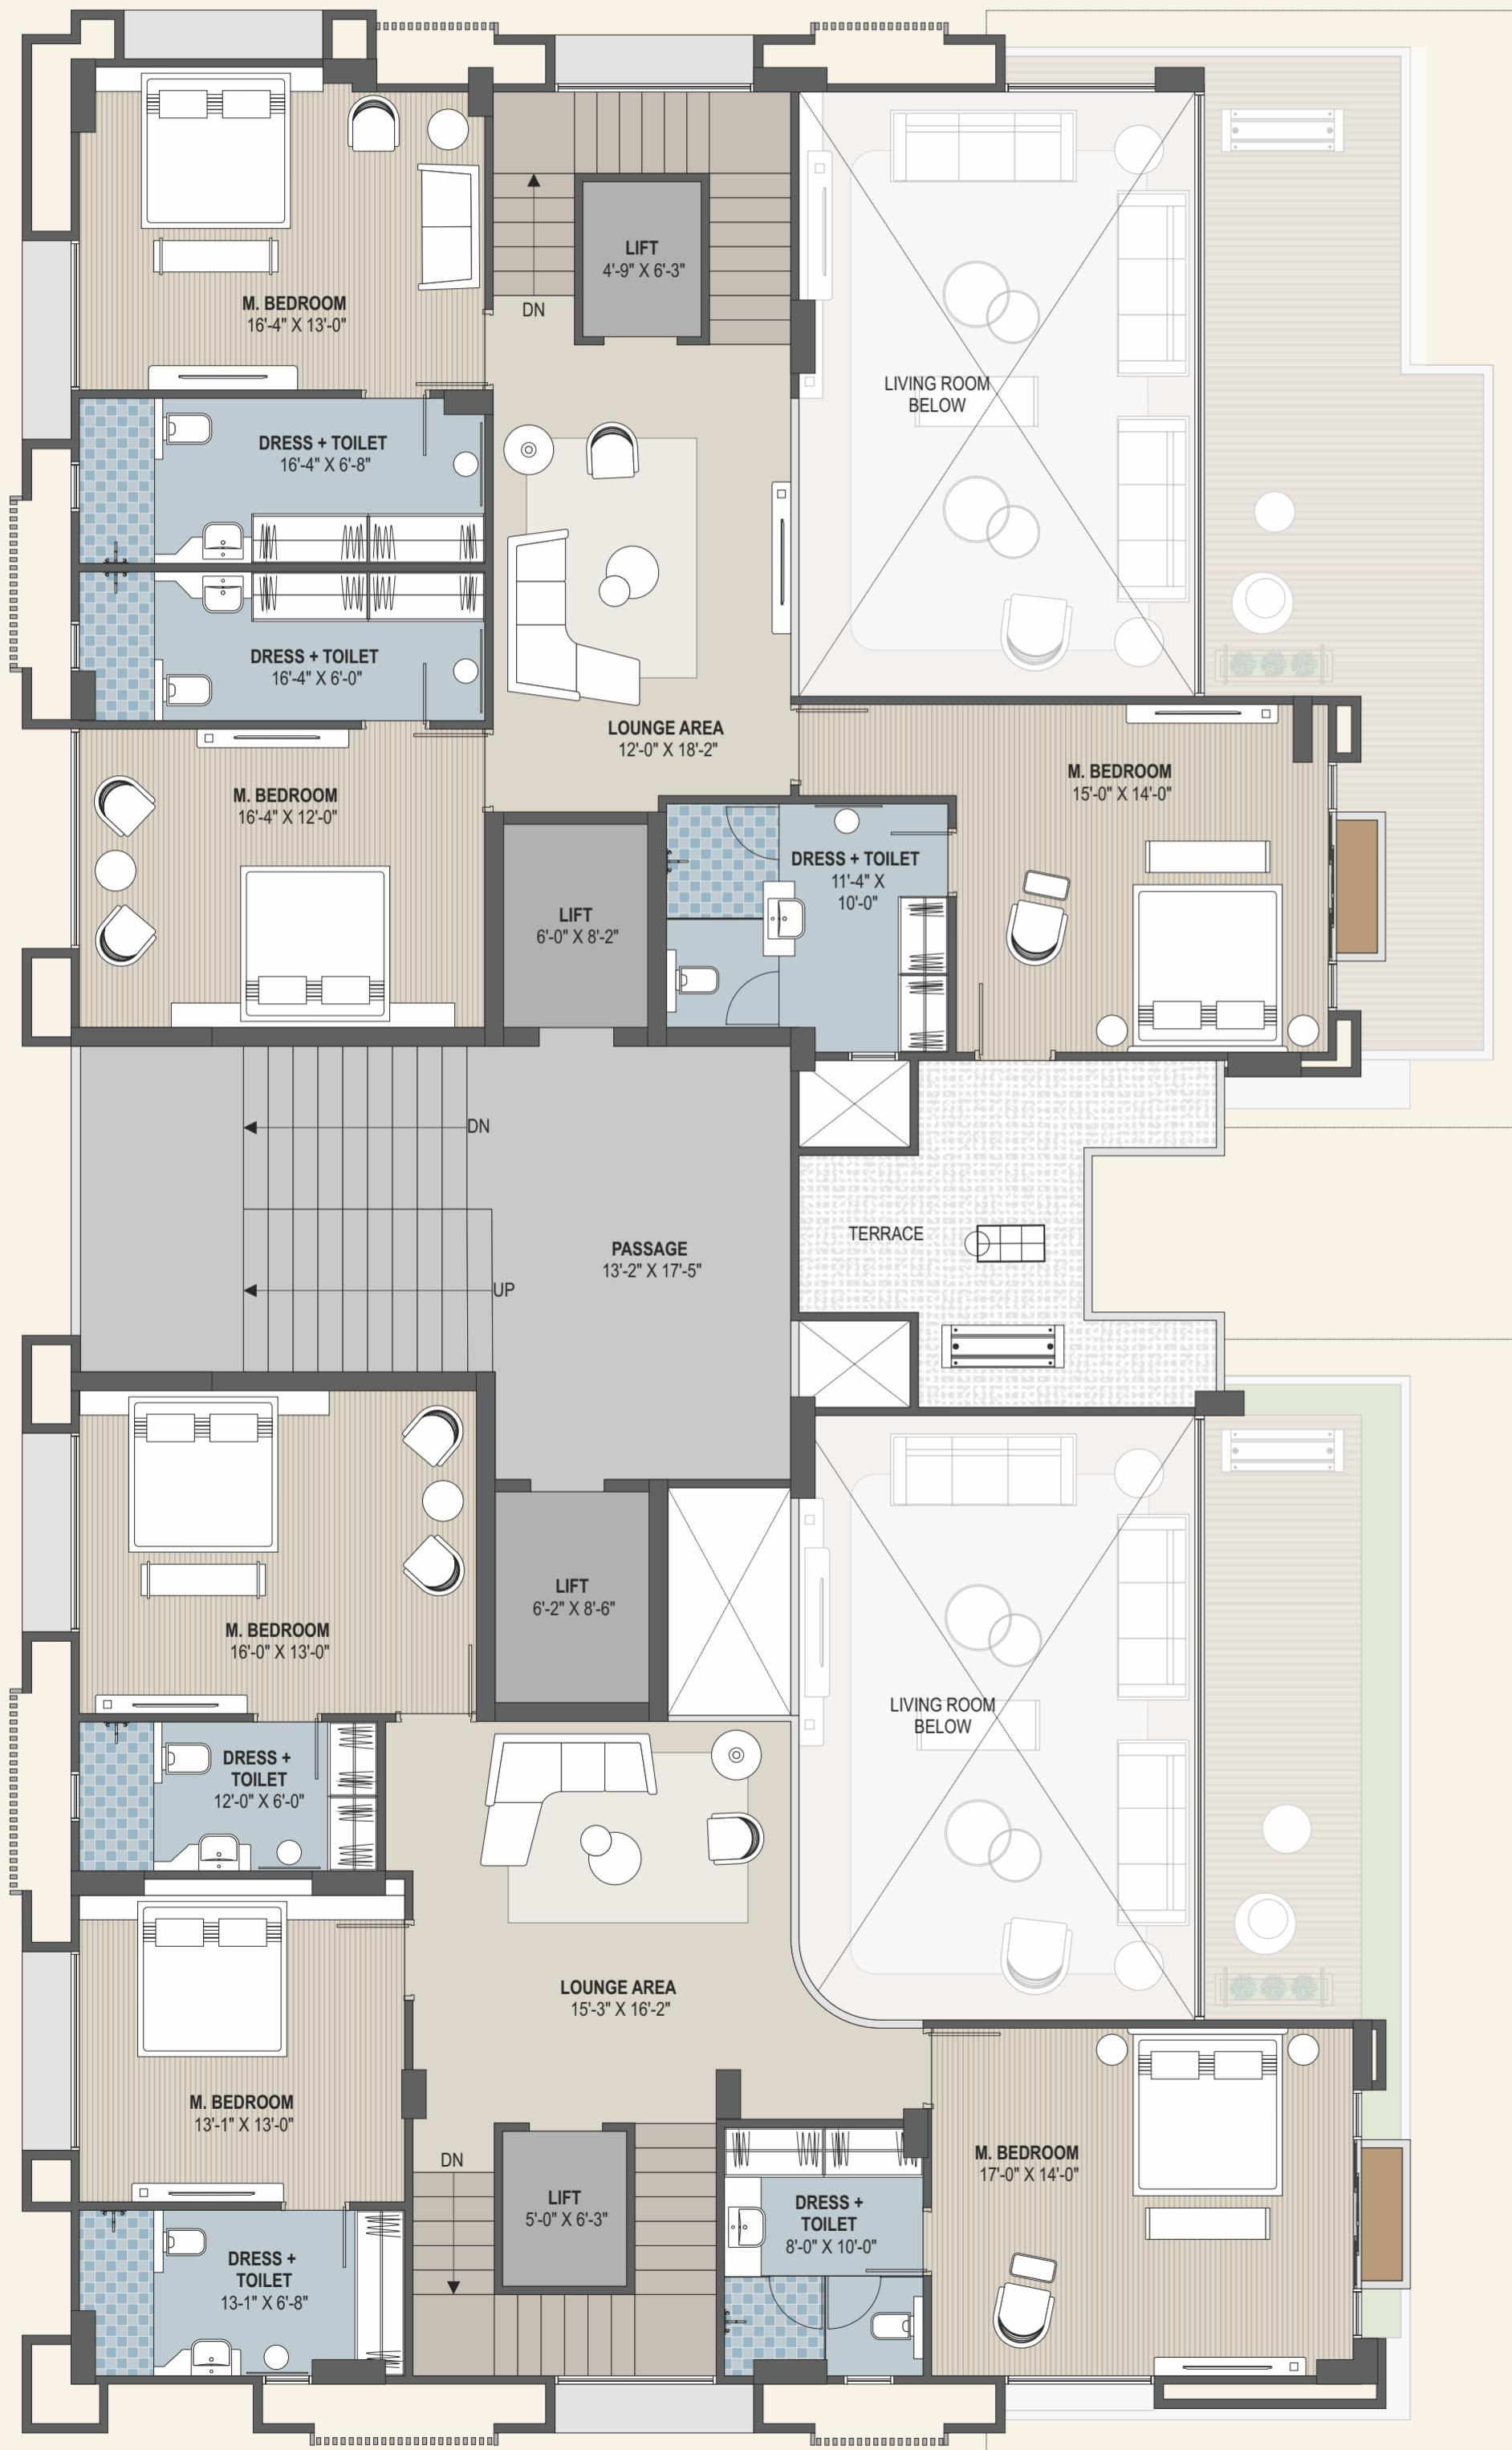 LIFT
4'-9" X 6'-3"
DN
M. BEDROOM
16'-4" X 13'-0"
LIVING ROOM
BELOW
DRESS + TOILET
16'-4" X 6'-8"
DRESS + TOILET
16'-4" X 6'-0"
LOUNGE AREA
12'-0" X 18'-2"
M. BEDROOM
15'-0" X 14'-0"
M. BEDROOM
16'-4" X 12'-0"
DRESS + TOILET
11'-4" X
10'-0"
LIFT
6'-0" X 8'-2"
DN
TERRACE
PASSAGE
13'-2" X 17'-5"
UP
LIFT
6'-2" X 8'-6"
M. BEDROOM
16'-0" X 13'-0"
LIVING ROOM
BELOW
DRESS +
TOILET
12'-0" X 6'-0"
LOUNGE AREA
15'-3" X 16'-2"
M. BEDROOM
13'-1" X 13'-0"
M. BEDROOM
17'-0" X 14'-0"
DN
LIFT
5'-0" X 6'-3"
DRESS +
TOILET
8'-0" X 10'-0"
DRESS +
TOILET
13-1" X 6'-8"